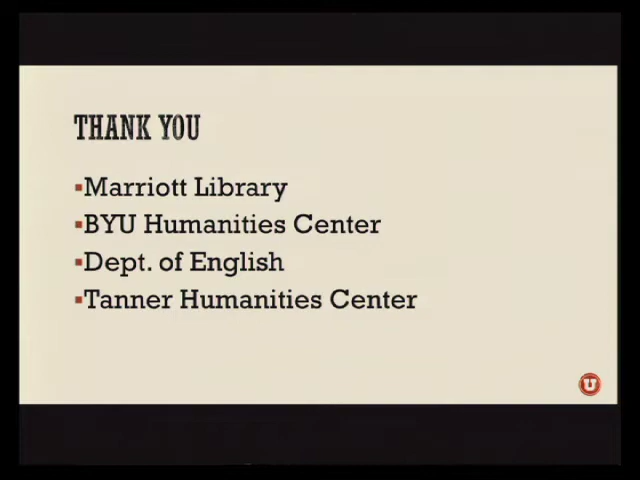 THANK YOU
▪Marriott Library
▪BYU Humanities Center
▪Dept. of English
▪Tanner Humanities Center
U